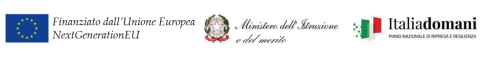 Finanziato dall'Unione Europea
NextGenerationEU
Ministero dell'Istruzione
e del merito
Italiadomani
PIANO NAZIONALE DI RIPRESA E RESILIENZA